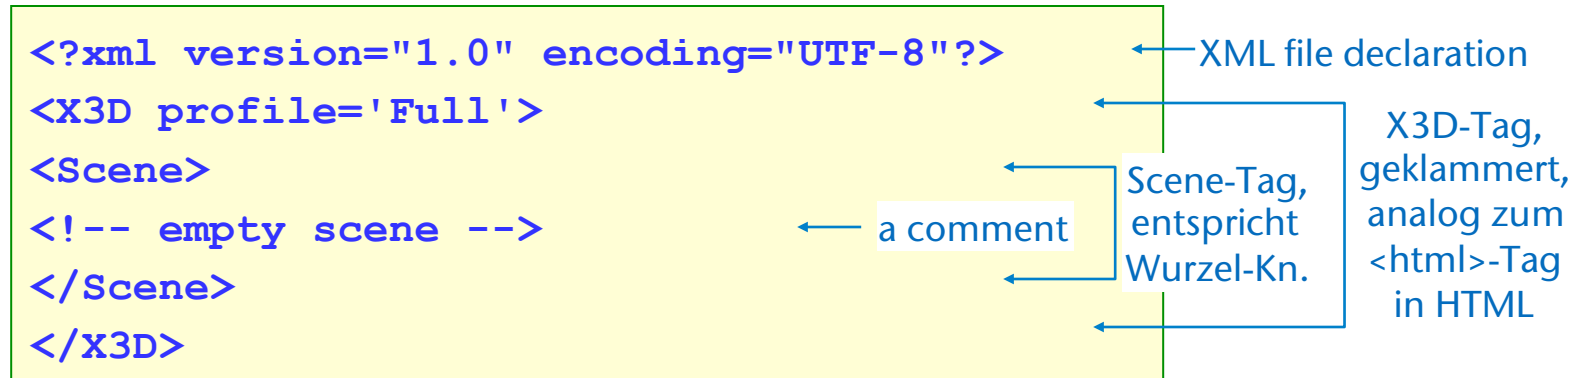 <?xml version="1.0" encoding="UTF-8"?>
<X3D profile='Full'>
<Scene>
<!-- empty scene -->
</Scene>
</X3D>
XML file declaration
a comment
Scene-Tag,
entspricht
Wurzel-Kn.
X3D-Tag,
geklammert,
analog zum
<html>-Tag
in HTML